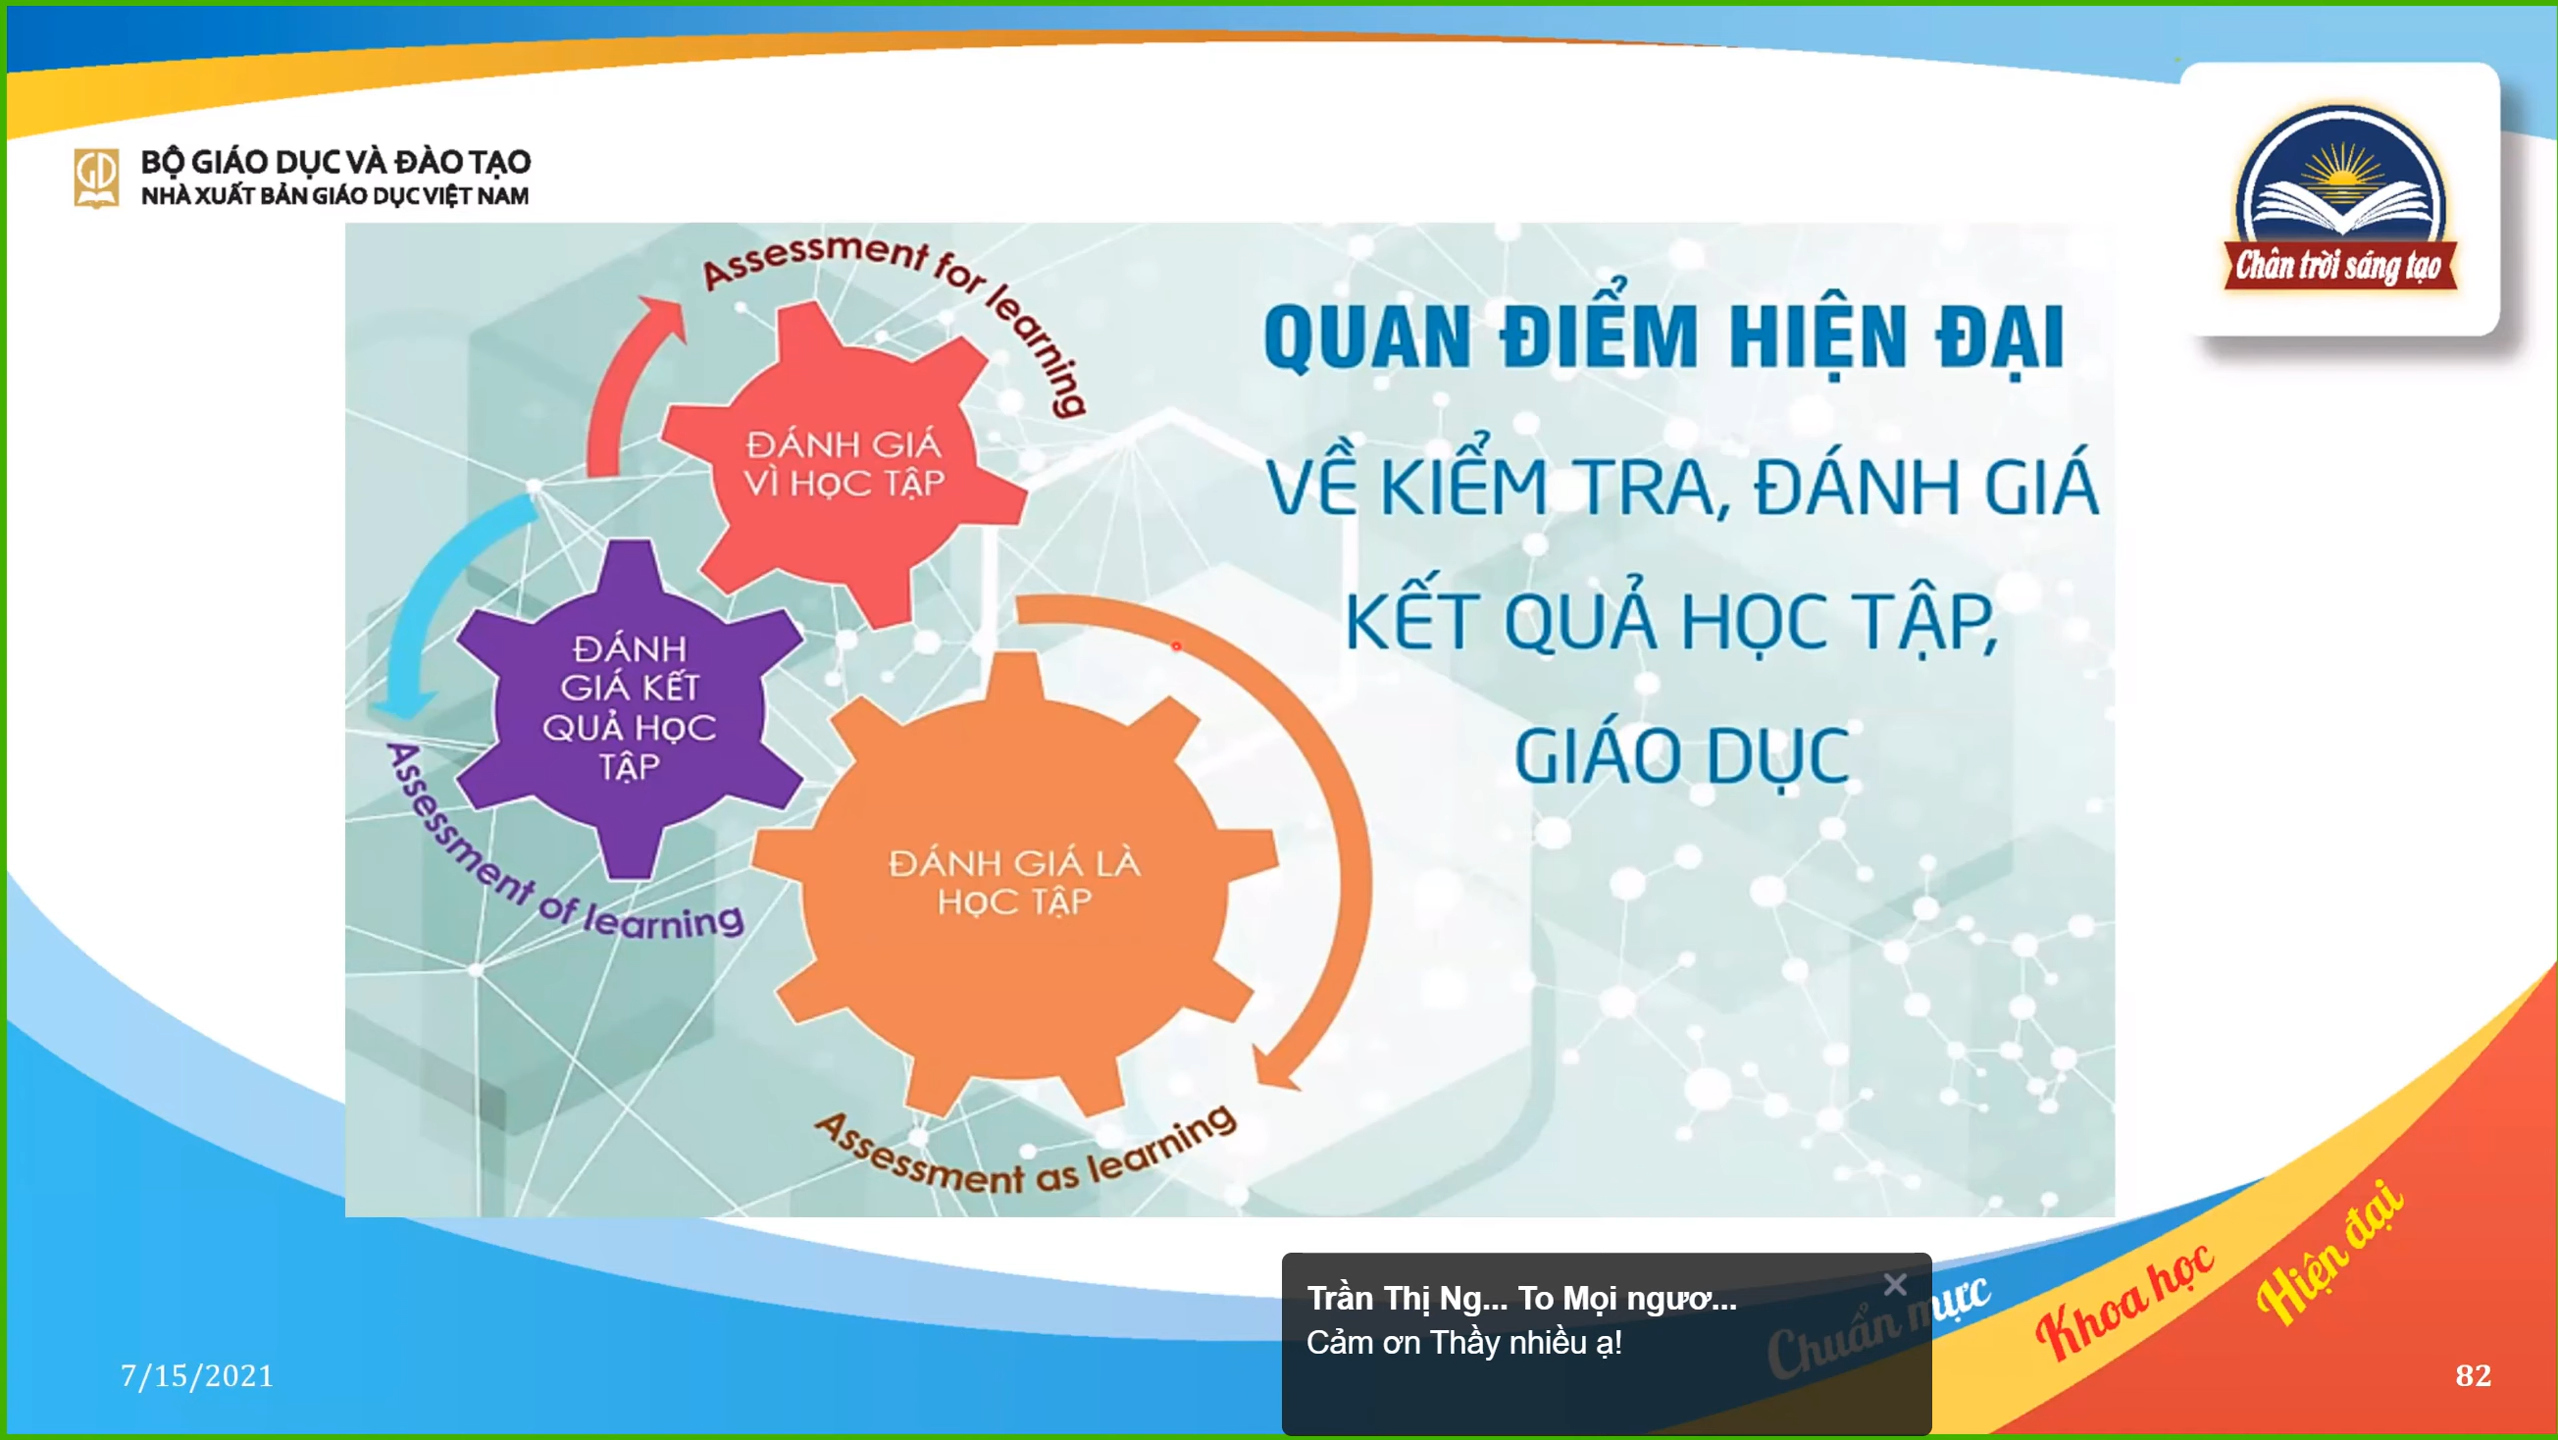 BỘ GIÁO DỤC VÀ ĐÀO TẠO
NHÀ XUẤT BẢN GIÁO DỤC VIỆT NAM
Chân trời sáng tạo
Assessment for learning
ĐÁNH GIÁ
VÌ HỌC TẬP
ĐÁNH
GIÁ KẾT
QUẢ HỌC
TẬP
Assessment of learning
ĐÁNH GIÁ LÀ
HỌC TẬP
Assessment as learning
QUAN ĐIỂM HIỆN ĐẠI
VỀ KIỂM TRA, ĐÁNH GIÁ
KẾT QUẢ HỌC TẬP,
GIÁO DỤC
Trần Thị Ng... To Mọi ngươ...
Cảm ơn Thầy nhiều ạ!
Chuẩn mực
Khoa học
Hiện đại
7/15/2021
82